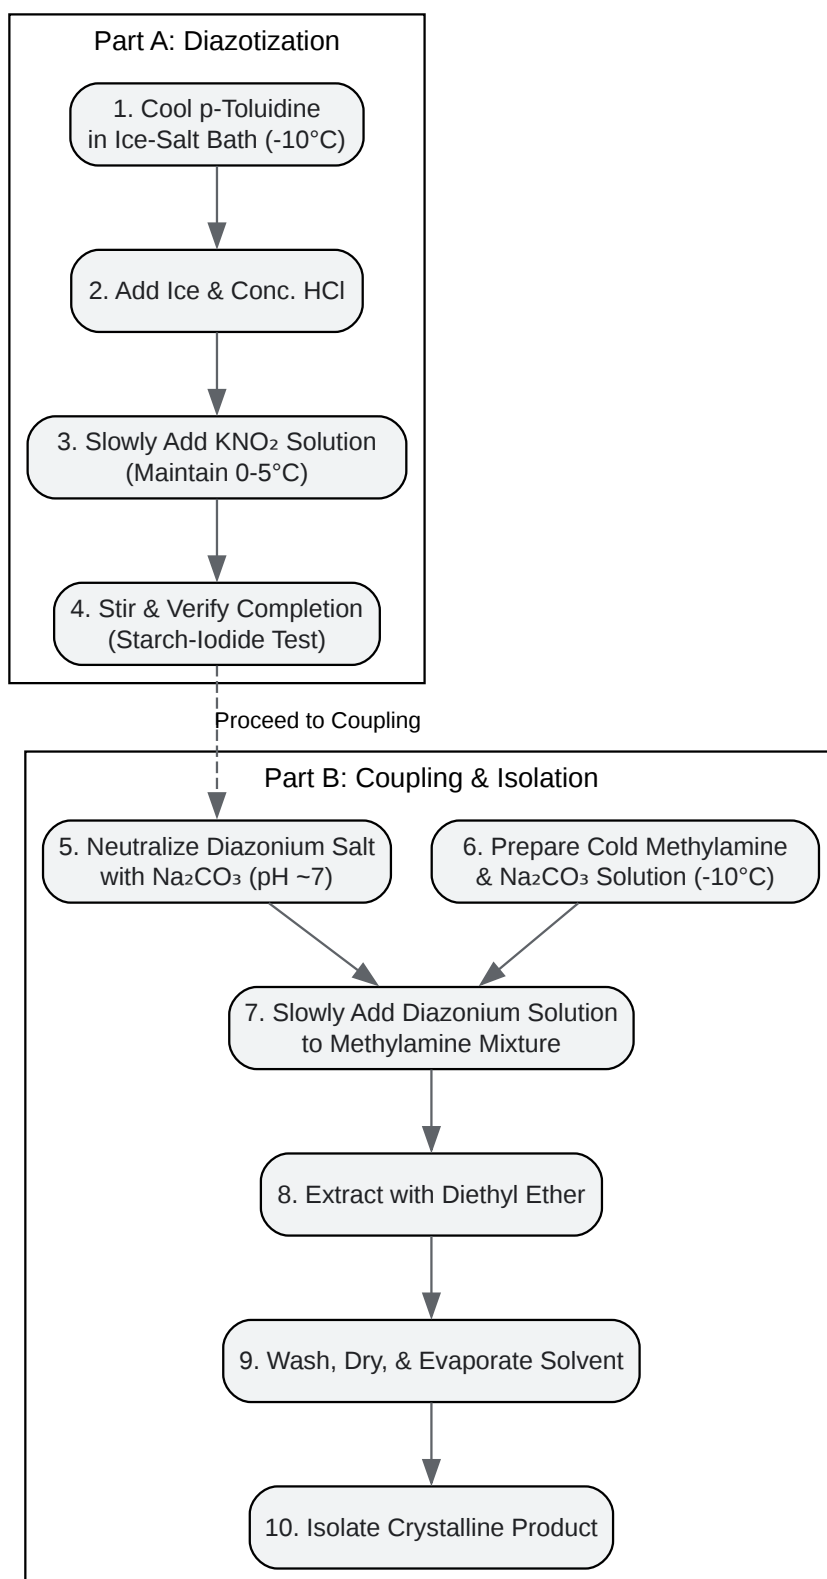 Part A: Diazotization
1. Cool p-Toluidine
in Ice-Salt Bath (-10°C)
2. Add Ice & Conc. HCl
3. Slowly Add KNO₂ Solution
(Maintain 0-5°C)
4. Stir & Verify Completion
(Starch-Iodide Test)
Proceed to Coupling
Part B: Coupling & Isolation
5. Neutralize Diazonium Salt
with Na₂CO₃ (pH ~7)
6. Prepare Cold Methylamine
& Na₂CO₃ Solution (-10°C)
7. Slowly Add Diazonium Solution
to Methylamine Mixture
8. Extract with Diethyl Ether
9. Wash, Dry, & Evaporate Solvent
10. Isolate Crystalline Product